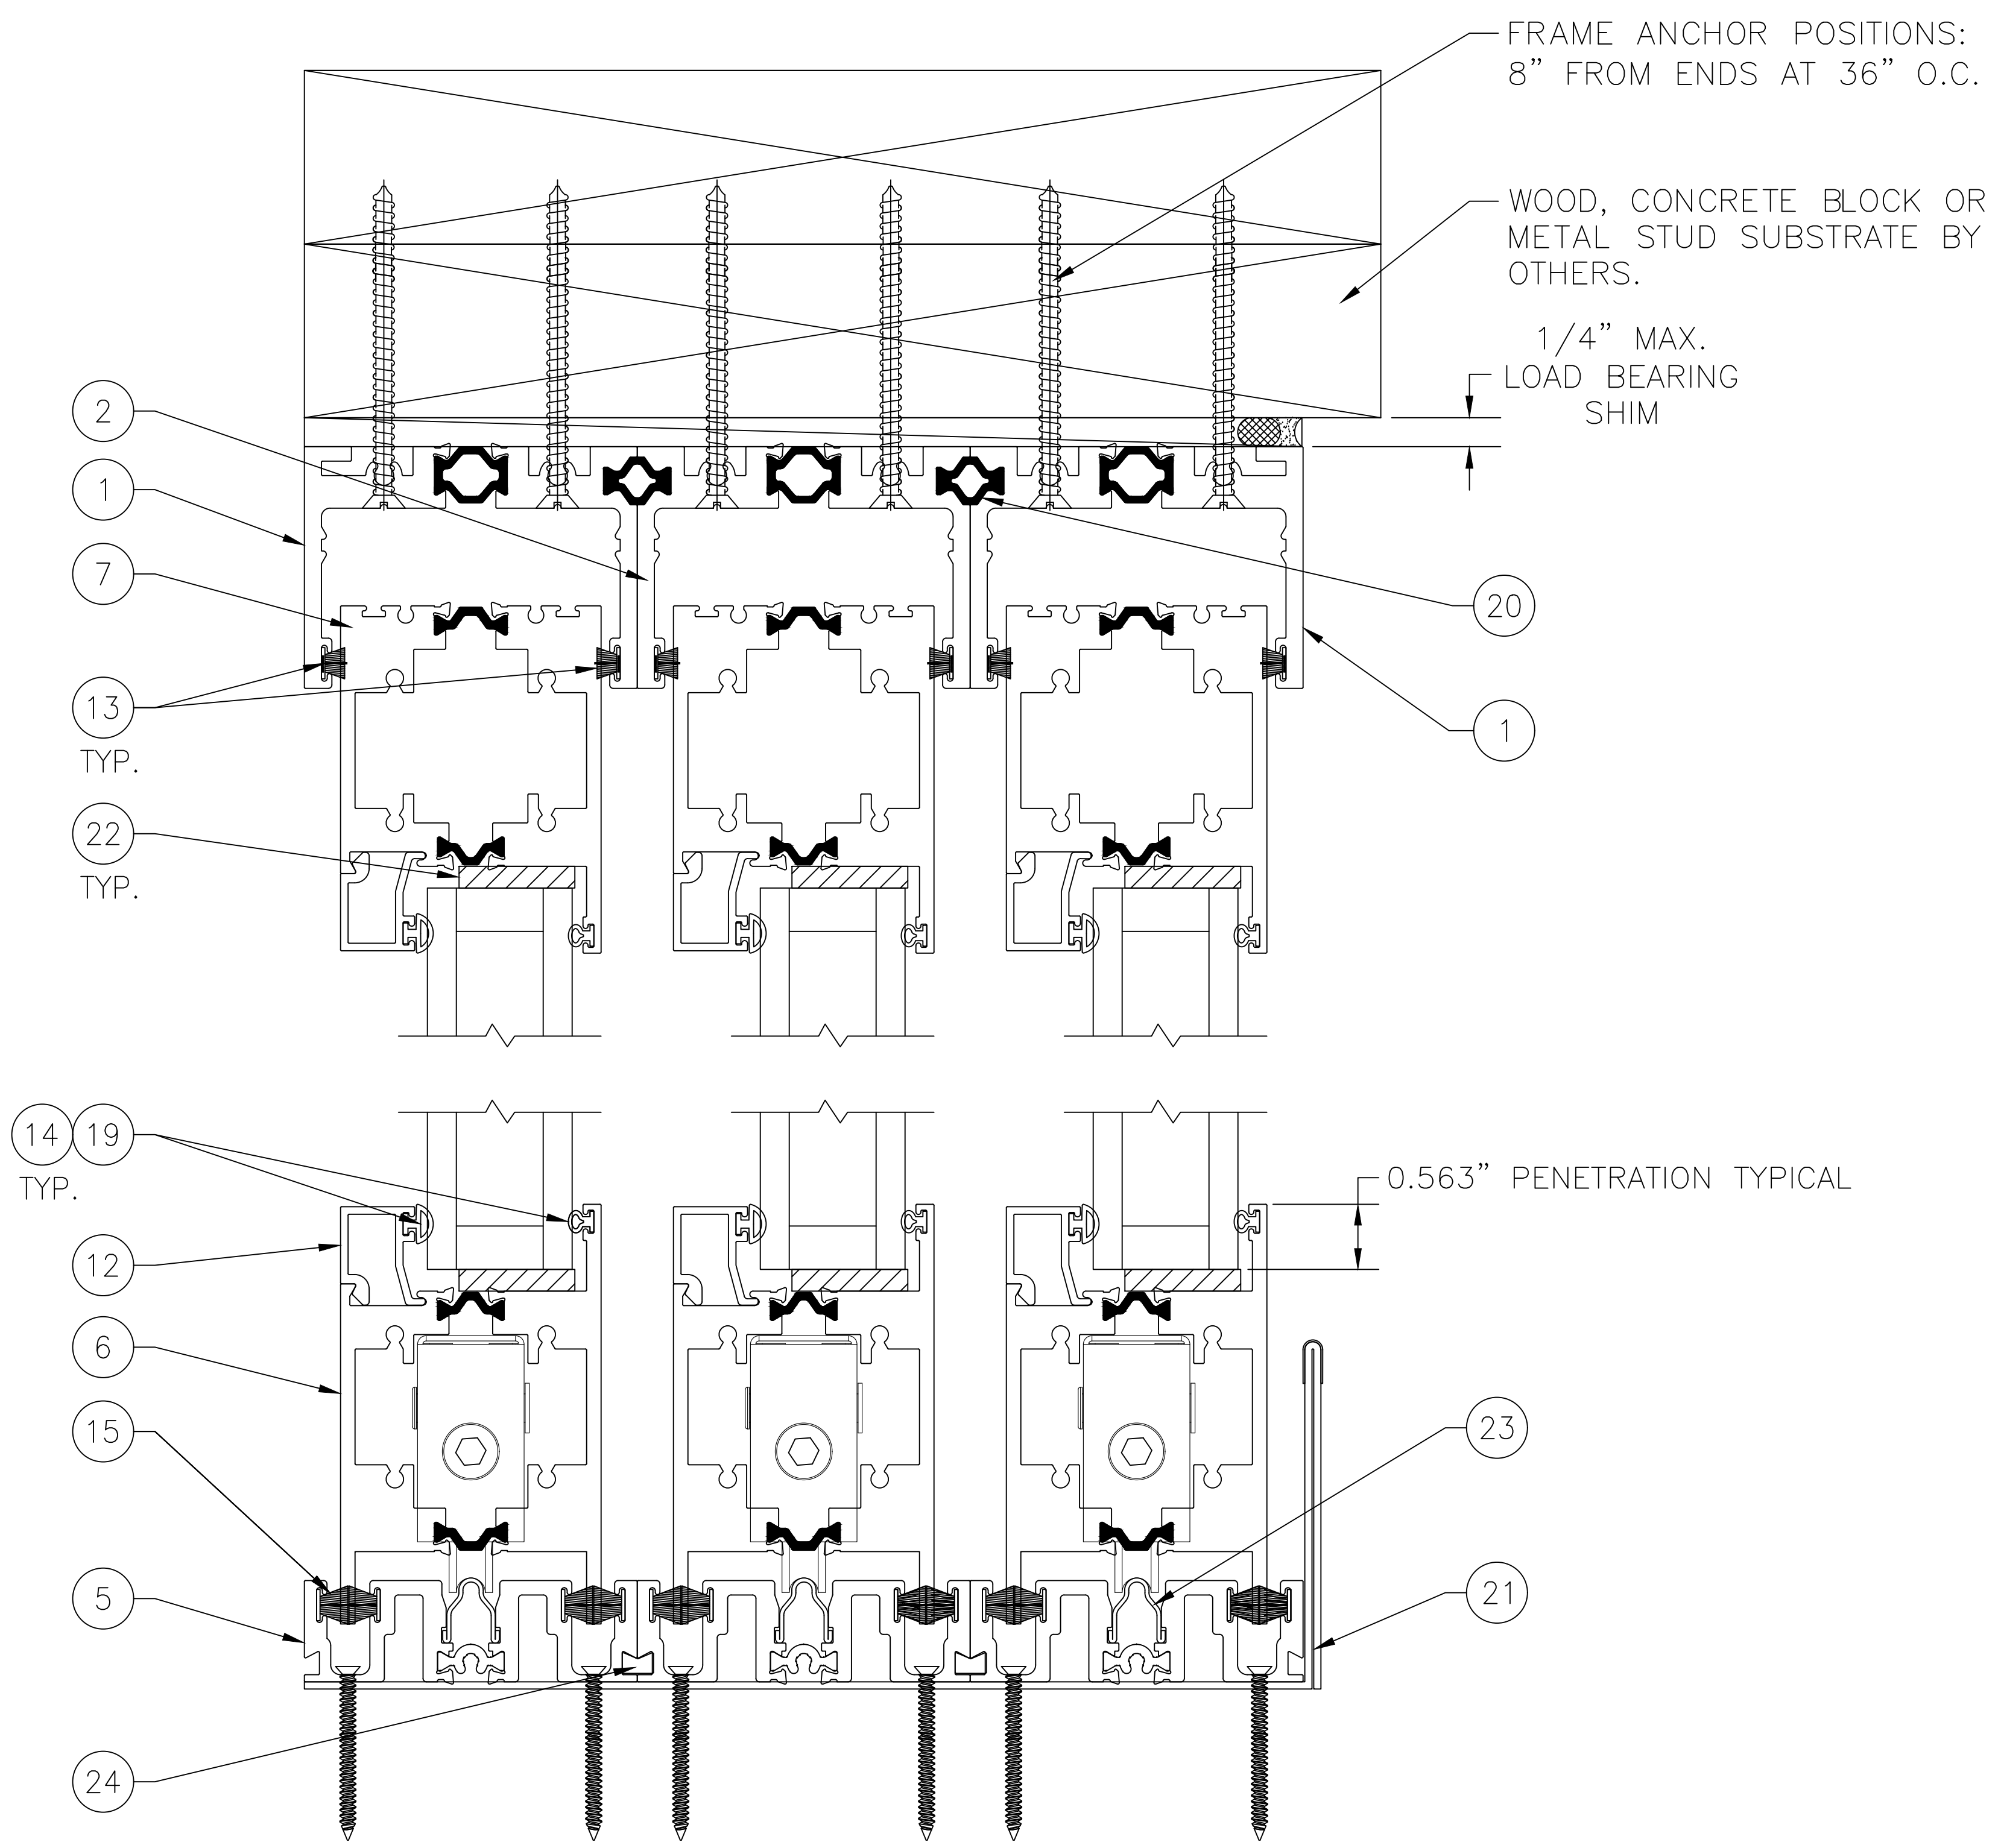 FRAME ANCHOR POSITIONS:
8” FROM ENDS AT 36” O.C.
WOOD, CONCRETE BLOCK OR
METAL STUD SUBSTRATE BY
OTHERS.
1/4” MAX.
LOAD BEARING
SHIM
2
1
7
20
13
TYP.
1
22
TYP.
14 19
TYP.
0.563” PENETRATION TYPICAL
12
6
15
23
5
21
24